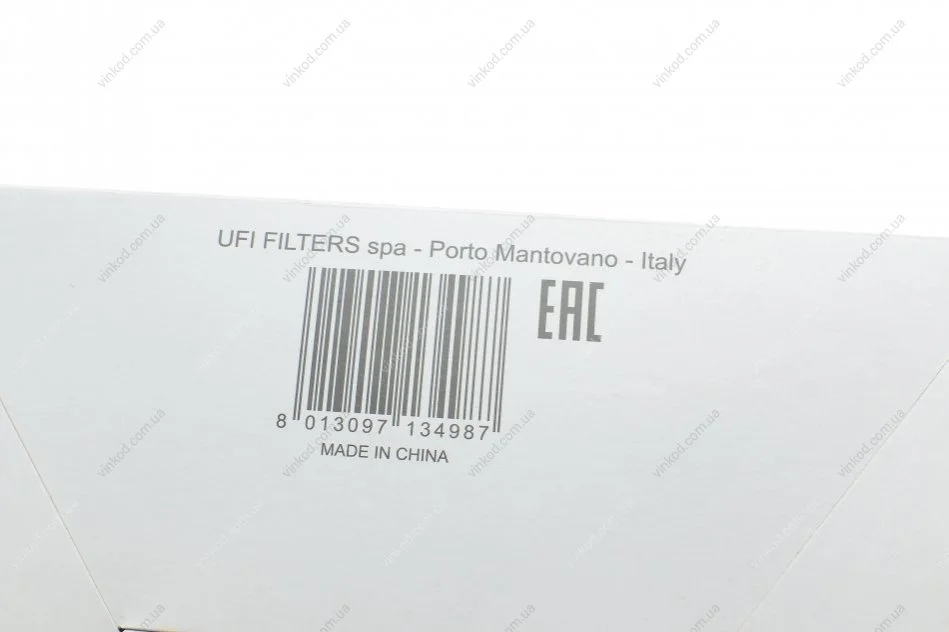 UFI FILTERS spa - Porto Mantovano - Italy
EAC
8 013097 134987
MADE IN CHINA
vinkod.com.ua